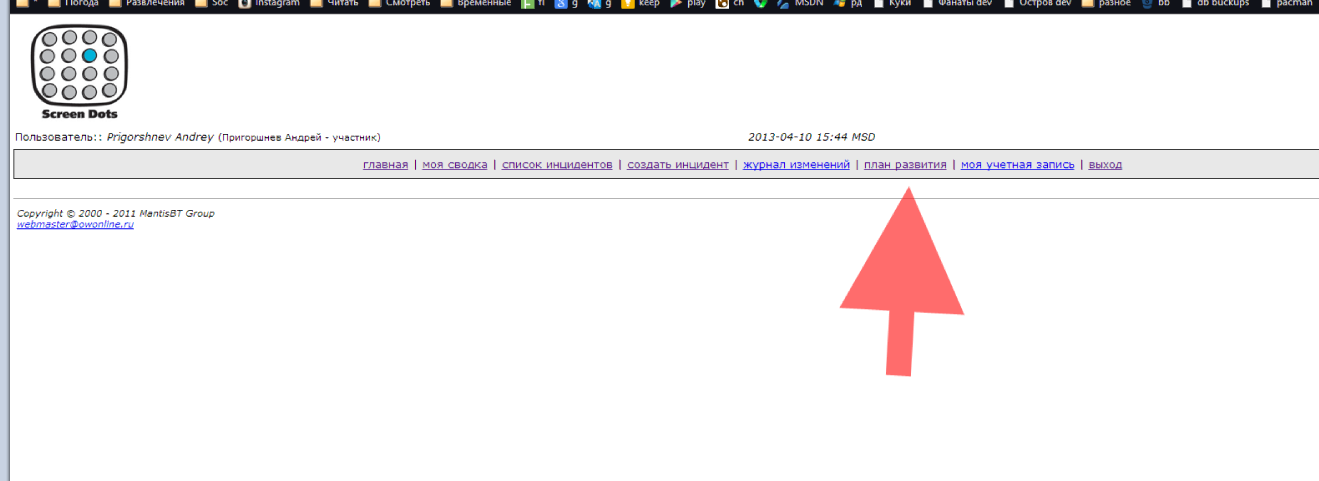 Погода Развлечения Soc Instagram Читать Смотреть Временные g g keep play ch MSDN рд Куки Фанаты dev Остров dev разное bb db buckups pacman
Screen Dots
Пользователь:: Prigorshnev Andrey (Пригоршнев Андрей - участник) 2013-04-10 15:44 MSD
главная | моя сводка | список инцидентов | создать инцидент | журнал изменений | план развития | моя учетная запись | выход
Copyright © 2000 - 2011 MantisBT Group
webmaster@owonline.ru